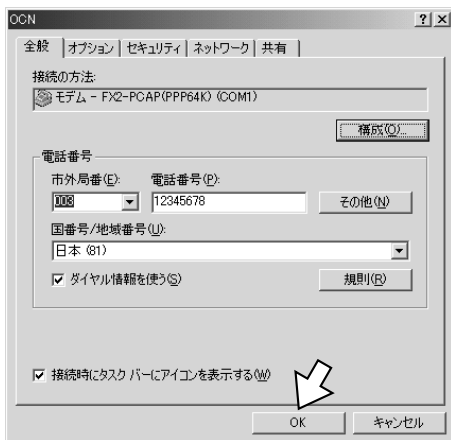 OCN
全般 オプション セキュリティ ネットワーク 共有
接続の方法:
モデム - FX2-PCAP(PPP64K) (COM1)
構成(O)...
電話番号
市外局番(E): 電話番号(P):
003 12345678 その他(N)
国番号/地域番号(U):
日本 (81)
ダイヤル情報を使う(S) 規則(R)
接続時にタスク バーにアイコンを表示する(W)
OK キャンセル